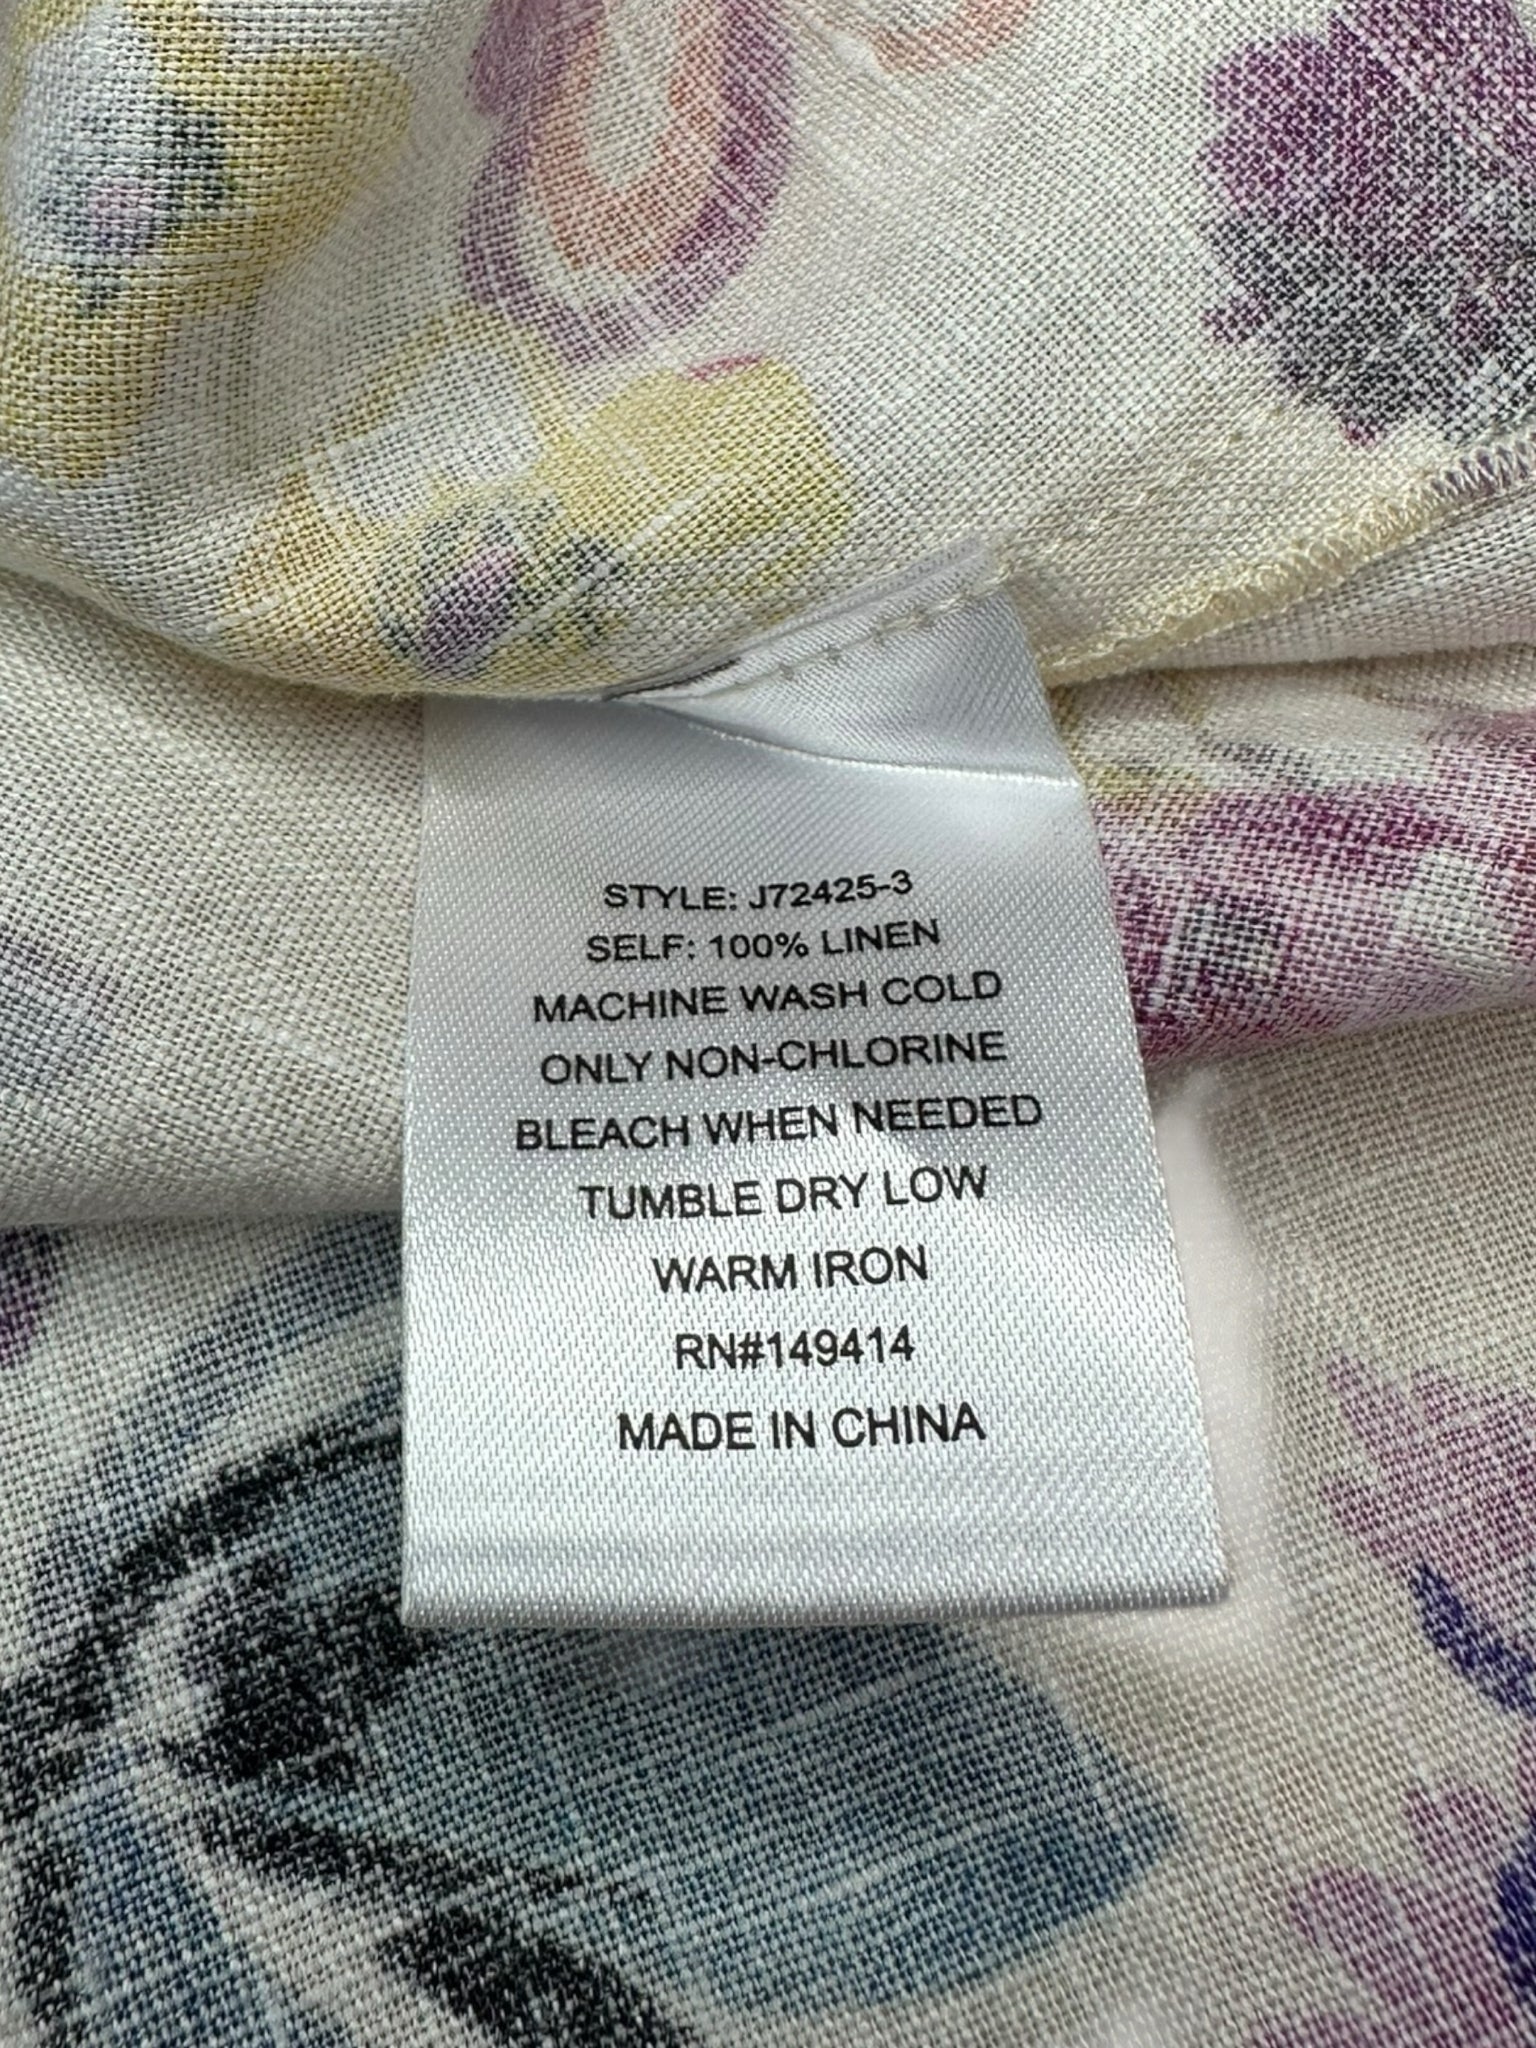 STYLE: J72425-3
SELF: 100% LINEN
MACHINE WASH COLD
ONLY NON-CHLORINE
BLEACH WHEN NEEDED
TUMBLE DRY LOW
WARM IRON
RN#149414
MADE IN CHINA